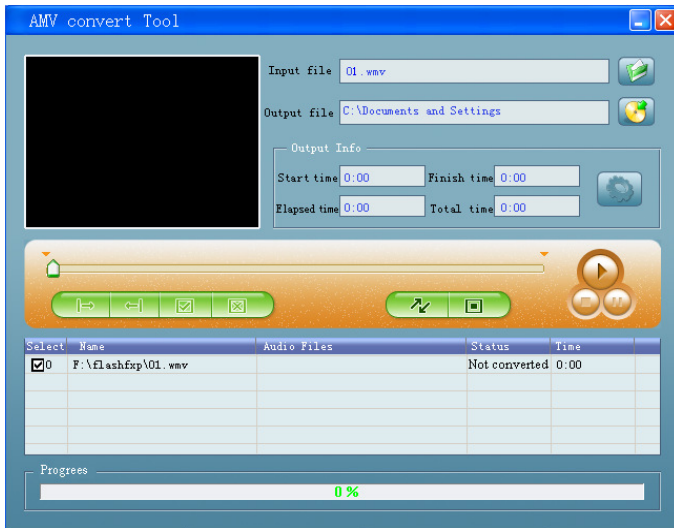 AMV convert Tool
Input file 01.wmv
Output file C:\Documents and Settings
Output Info
Start time 0:00 Finish time 0:00
Elapsed time 0:00 Total time 0:00
Select Name Audio Files Status Time
0 F:\flashfxp\01.wmv Not converted 0:00
Progrees
0 %